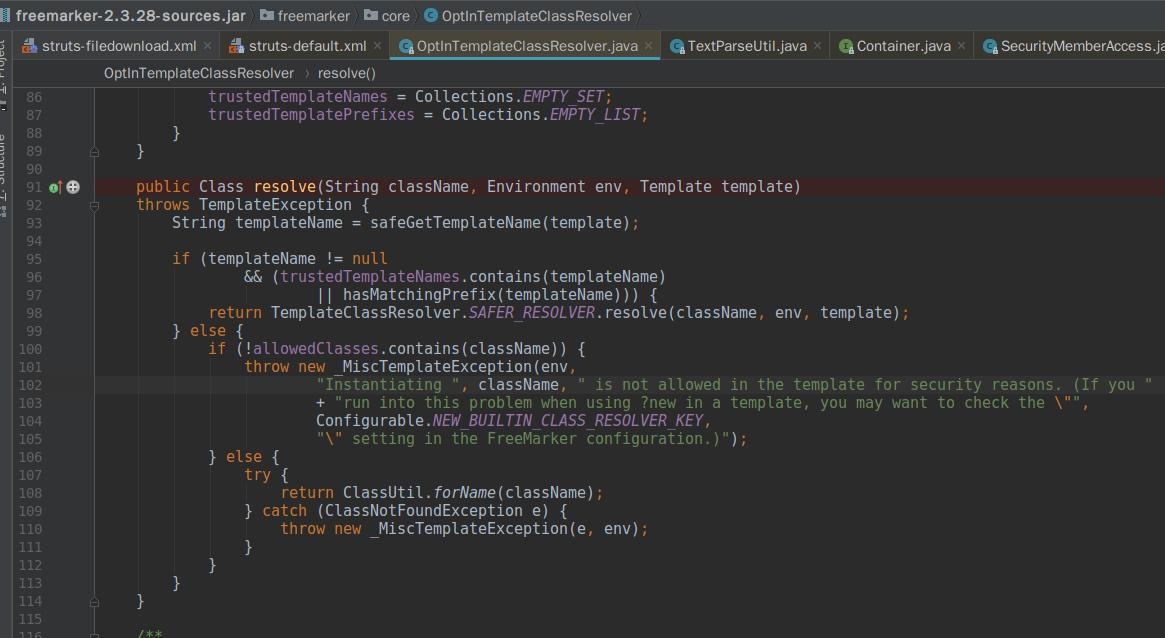 freemarker-2.3.28-sources.jar freemarker core OptInTemplateClassResolver
struts-filedownload.xml struts-default.xml OptInTemplateClassResolver.java TextParseUtil.java Container.java SecurityMemberAccess.ja
OptInTemplateClassResolver resolve()
86 trustedTemplateNames = Collections.EMPTY_SET;
87 trustedTemplatePrefixes = Collections.EMPTY_LIST;
88 }
89 }
90
91 public Class resolve(String className, Environment env, Template template)
92 throws TemplateException {
93 String templateName = safeGetTemplateName(template);
94
95 if (templateName != null
96 && (trustedTemplateNames.contains(templateName)
97 || hasMatchingPrefix(templateName))) {
98 return TemplateClassResolver.SAFER_RESOLVER.resolve(className, env, template);
99 } else {
100 if (!allowedClasses.contains(className)) {
101 throw new _MiscTemplateException(env,
102 "Instantiating ", className, " is not allowed in the template for security reasons. (If you "
103 + "run into this problem when using ?new in a template, you may want to check the \"",
104 Configurable.NEW_BUILTIN_CLASS_RESOLVER_KEY,
105 "\" setting in the FreeMarker configuration.)");
106 } else {
107 try {
108 return ClassUtil.forName(className);
109 } catch (ClassNotFoundException e) {
110 throw new _MiscTemplateException(e, env);
111 }
112 }
113 }
114 }
115
116 /**
1: Project
7: Structure